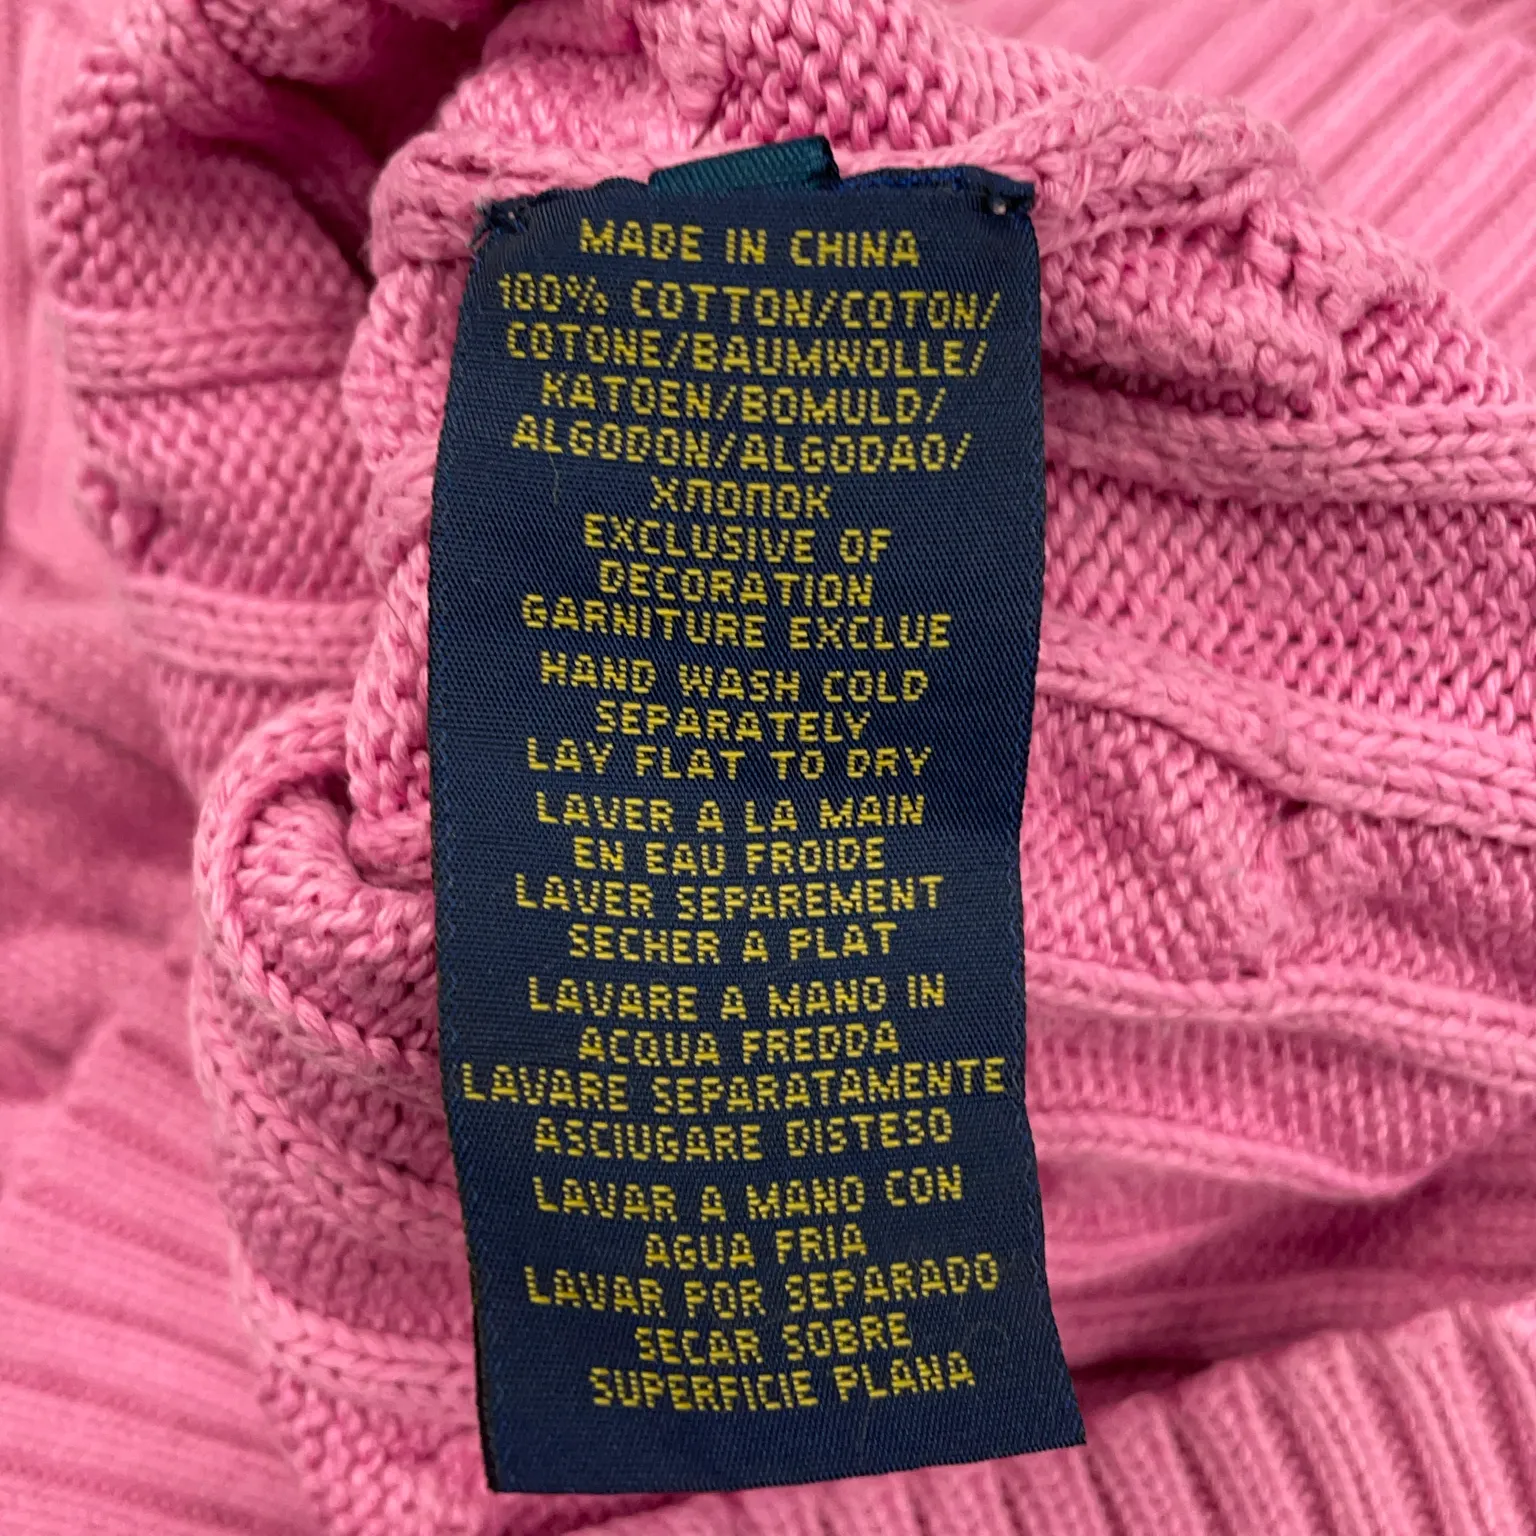 MADE IN CHINA
100% COTTON/COTON/
COTONE/BAUMWOLLE/
KATOEN/BOMULD/
ALGODON/ALGODAO/
ХЛОПОК
EXCLUSIVE OF
DECORATION
GARNITURE EXCLUE
HAND WASH COLD
SEPARATELY
LAY FLAT TO DRY
LAVER A LA MAIN
EN EAU FROIDE
LAVER SEPAREMENT
SECHER A PLAT
LAVARE A MANO IN
ACQUA FREDDA
LAVARE SEPARATAMENTE
ASCIUGARE DISTESO
LAVAR A MANO CON
AGUA FRIA
LAVAR POR SEPARADO
SECAR SOBRE
SUPERFICIE PLANA